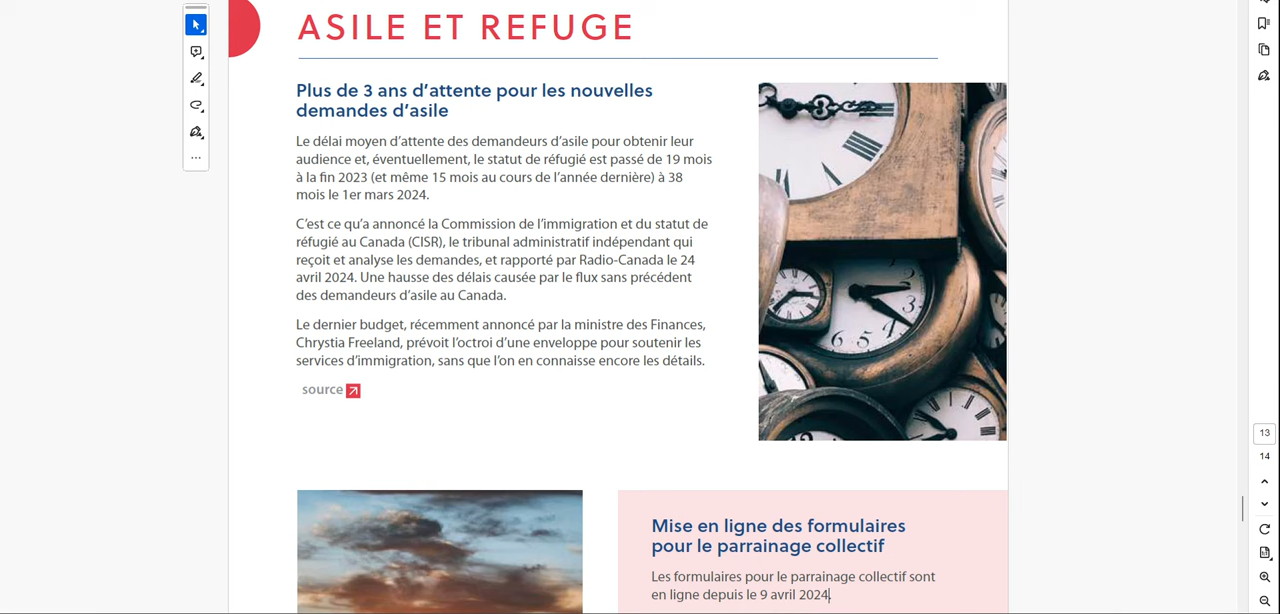 ASILE ET REFUGE
Plus de 3 ans d’attente pour les nouvelles
demandes d’asile
Le délai moyen d’attente des demandeurs d’asile pour obtenir leur
audience et, éventuellement, le statut de réfugié est passé de 19 mois
à la fin 2023 (et même 15 mois au cours de l’année dernière) à 38
mois le 1er mars 2024.
C’est ce qu’a annoncé la Commission de l’immigration et du statut de
réfugié au Canada (CISR), le tribunal administratif indépendant qui
reçoit et analyse les demandes, et rapporté par Radio-Canada le 24
avril 2024. Une hausse des délais causée par le flux sans précédent
des demandeurs d’asile au Canada.
Le dernier budget, récemment annoncé par la ministre des Finances,
Chrystia Freeland, prévoit l’octroi d’une enveloppe pour soutenir les
services d’immigration, sans que l’on en connaisse encore les détails.
source
Mise en ligne des formulaires
pour le parrainage collectif
Les formulaires pour le parrainage collectif sont
en ligne depuis le 9 avril 2024
13
14